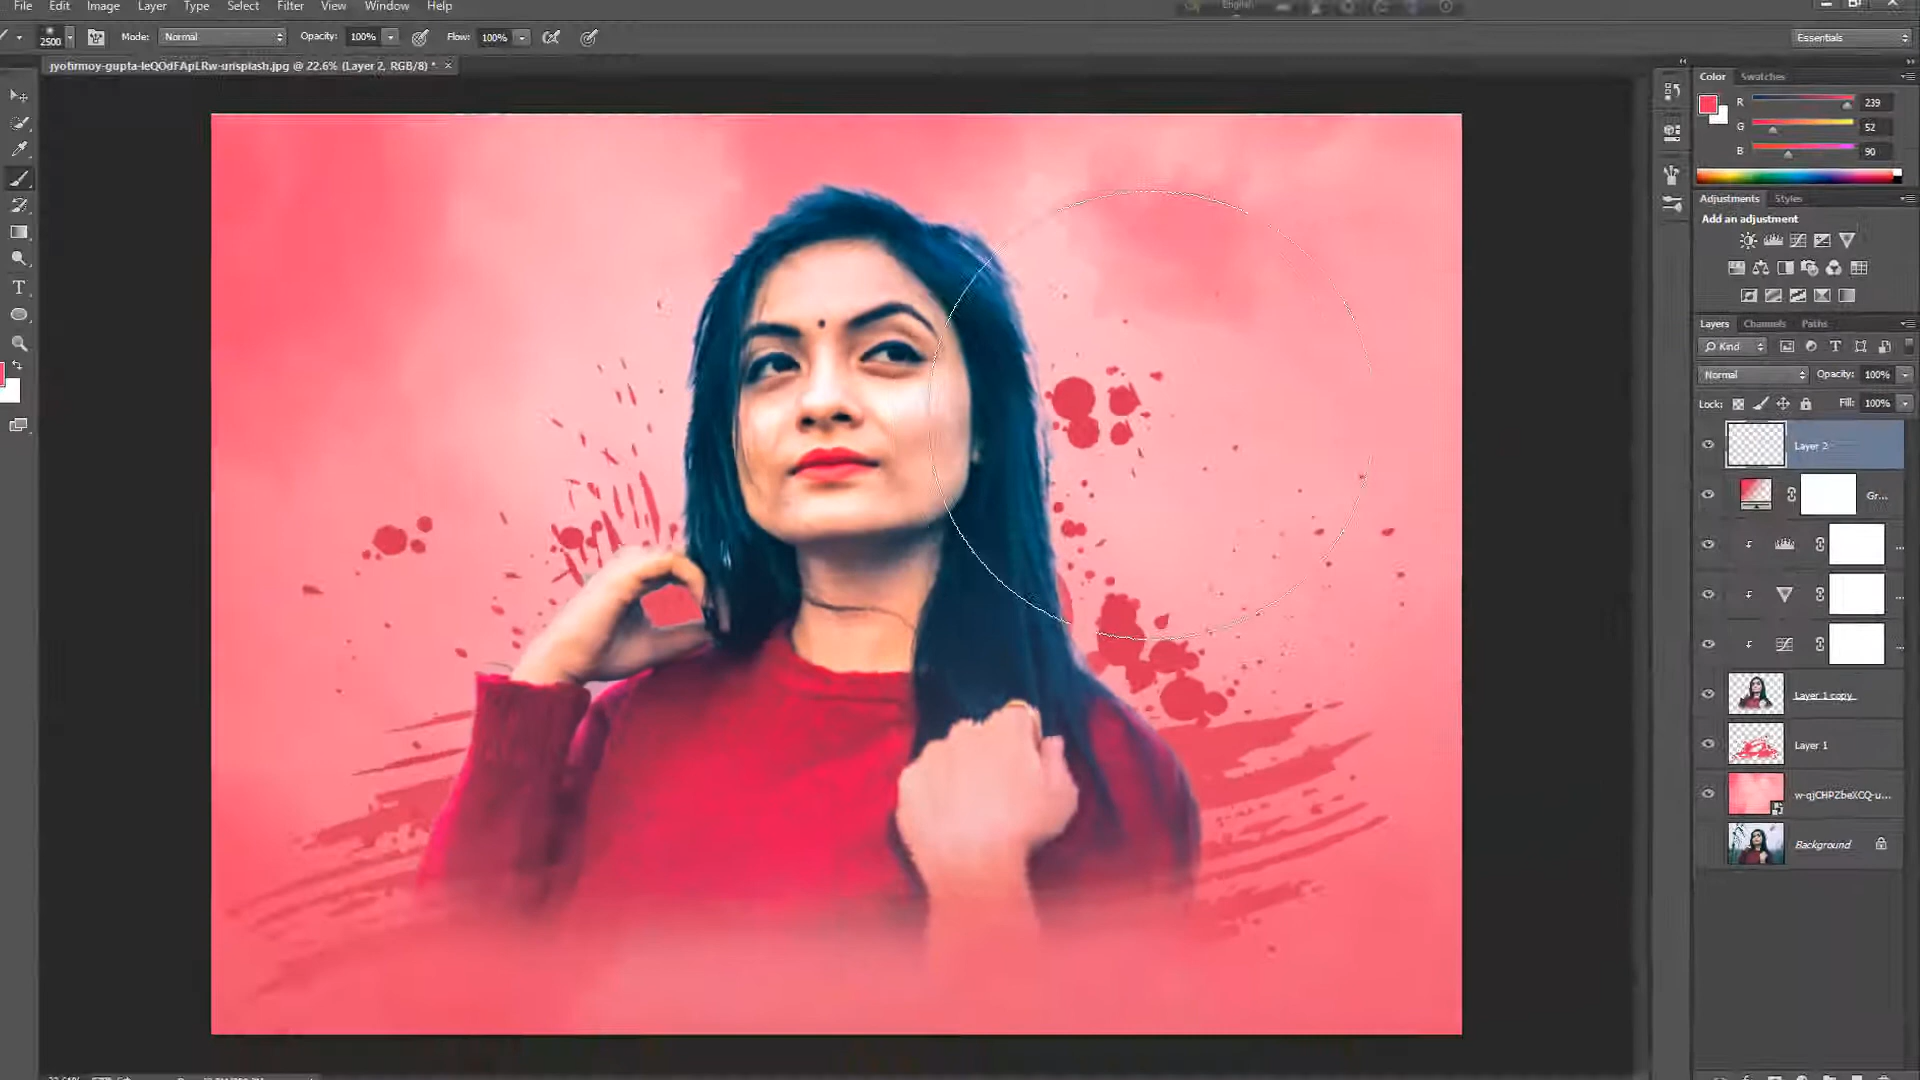 File Edit Image Layer Type Select Filter View Window Help
English
2500 Mode: Normal Opacity: 100% Flow: 100% Essentials
jyotirmoy-gupta-IeQOdFApLRw-unsplash.jpg @ 22.6% (Layer 2, RGB/8) *
Color Swatches
R 239
G 52
B 90
Adjustments Styles
Add an adjustment
Layers Channels Paths
Kind
Normal Opacity: 100%
Lock: Fill: 100%
Layer 2
Gr...
...
...
...
Layer 1 copy
Layer 1
w-qjCHPZbeXCQ-u...
Background